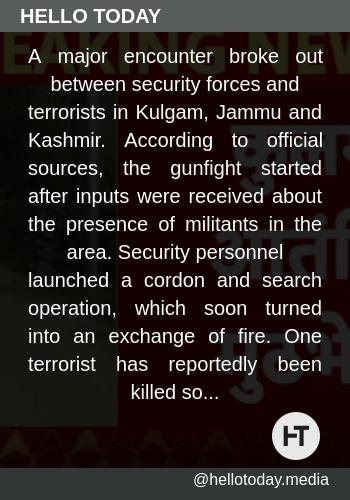 HELLO TODAY
A major encounter broke out
between security forces and
terrorists in Kulgam, Jammu and
Kashmir. According to official
sources, the gunfight started
after inputs were received about
the presence of militants in the
area. Security personnel
launched a cordon and search
operation, which soon turned
into an exchange of fire. One
terrorist has reportedly been
killed so...
HT
@hellotoday.media